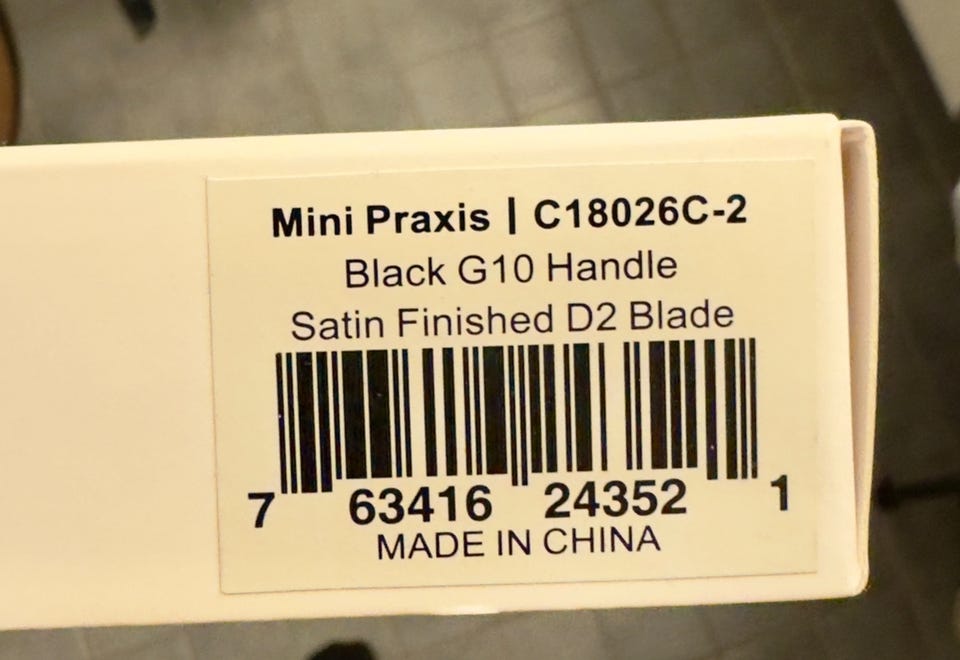 Mini Praxis | C18026C-2
Black G10 Handle
Satin Finished D2 Blade
7 63416 24352 1
MADE IN CHINA